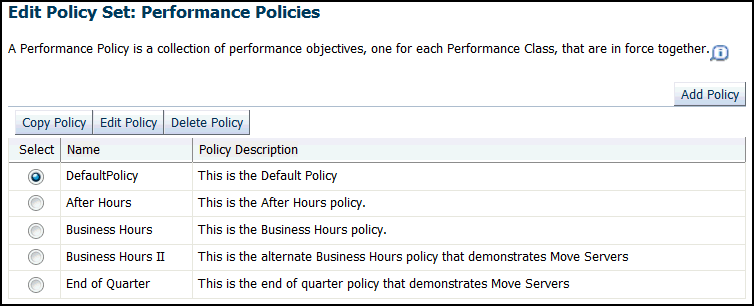 Edit Policy Set: Performance Policies
A Performance Policy is a collection of performance objectives, one for each Performance Class, that are in force together.
Add Policy
Copy Policy Edit Policy Delete Policy
Select Name Policy Description
DefaultPolicy This is the Default Policy
After Hours This is the After Hours policy.
Business Hours This is the Business Hours policy.
Business Hours II This is the alternate Business Hours policy that demonstrates Move Servers
End of Quarter This is the end of quarter policy that demonstrates Move Servers